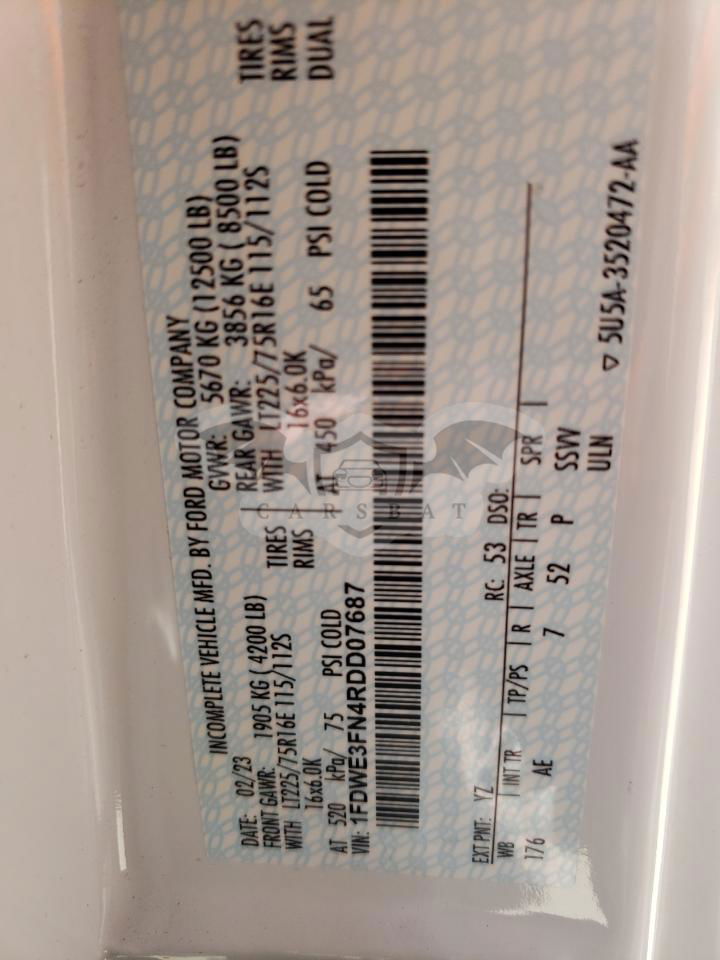 INCOMPLETE VEHICLE MFD. BY FORD MOTOR COMPANY
DATE: 02/23 GVWR: 5670 KG (12500 LB)
FRONT GAWR: 1905 KG ( 4200 LB) REAR GAWR: 3856 KG ( 8500 LB)
WITH LT225/75R16E 115/112S TIRES WITH LT225/75R16E 115/112S TIRES
16x6.0K RIMS 16x6.0K RIMS
AT 520 kPa/ 75 PSI COLD AT 450 kPa/ 65 PSI COLD DUAL
VIN: 1FDWE3FN4RDD07687
CARSBAT
EXT PNT: YZ RC: 53 DSO:
WB INT TR TP/PS R AXLE TR SPR
176 AE 7 52 P SSVV
ULN
▽ 5U5A-3520472-AA